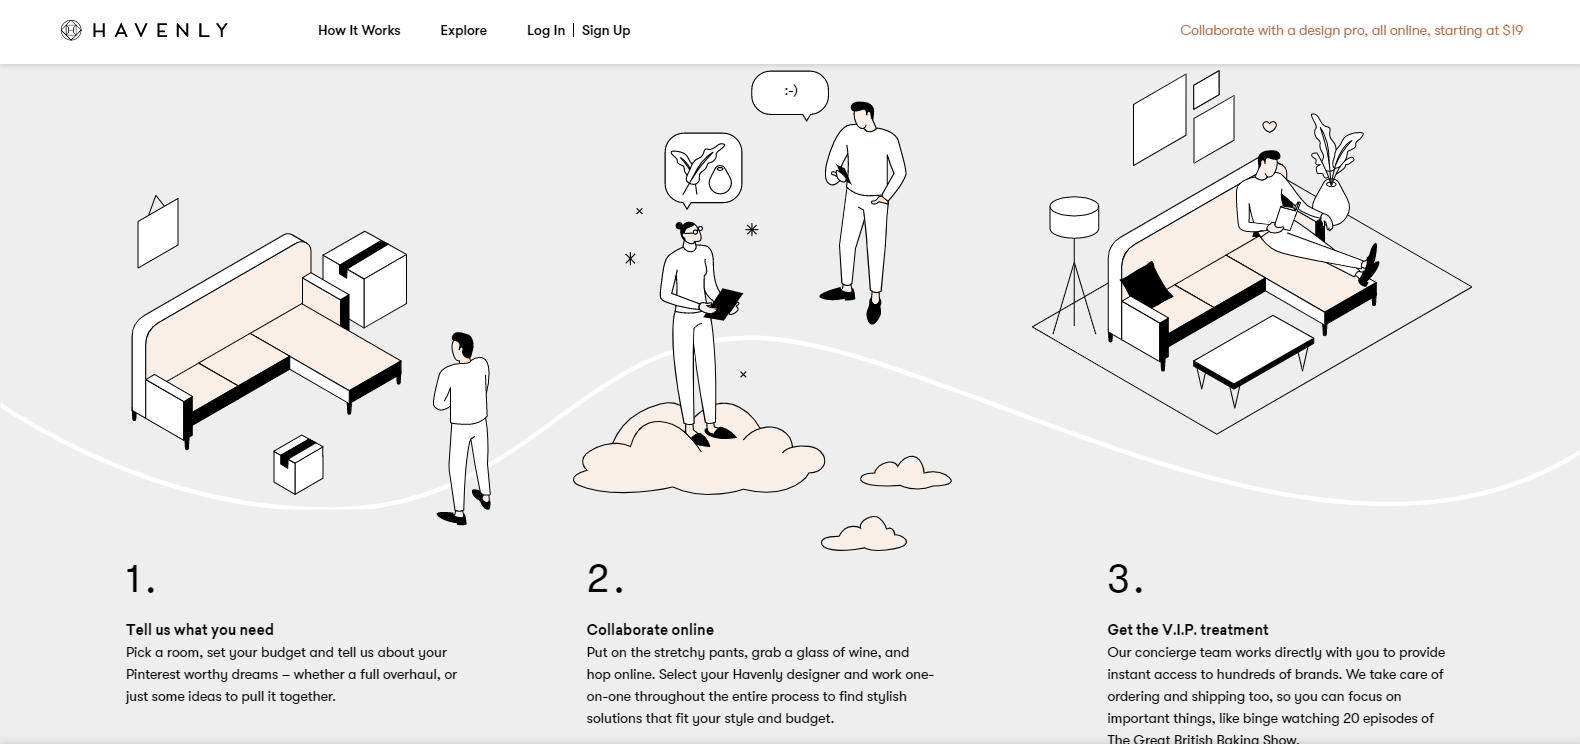 HAVENLY
How It Works
Explore
Log In | Sign Up
Collaborate with a design pro, all online, starting at $19
:-)
1.
Tell us what you need
Pick a room, set your budget and tell us about your
Pinterest worthy dreams – whether a full overhaul, or
just some ideas to pull it together.
2.
Collaborate online
Put on the stretchy pants, grab a glass of wine, and
hop online. Select your Havenly designer and work one-
on-one throughout the entire process to find stylish
solutions that fit your style and budget.
3.
Get the V.I.P. treatment
Our concierge team works directly with you to provide
instant access to hundreds of brands. We take care of
ordering and shipping too, so you can focus on
important things, like binge watching 20 episodes of
The Great British Baking Show.